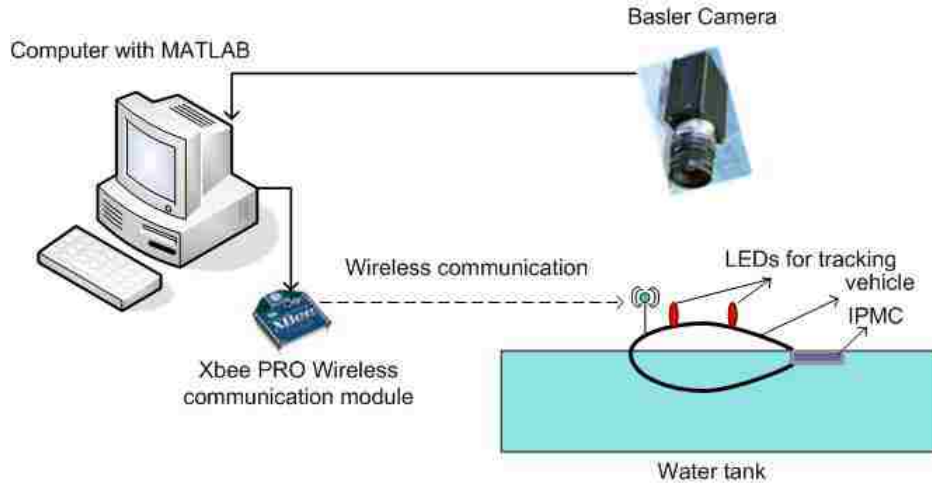 Basler Camera
Computer with MATLAB
Wireless communication
LEDs for tracking
vehicle
IPMC
XBee
Xbee PRO Wireless
communication module
Water tank